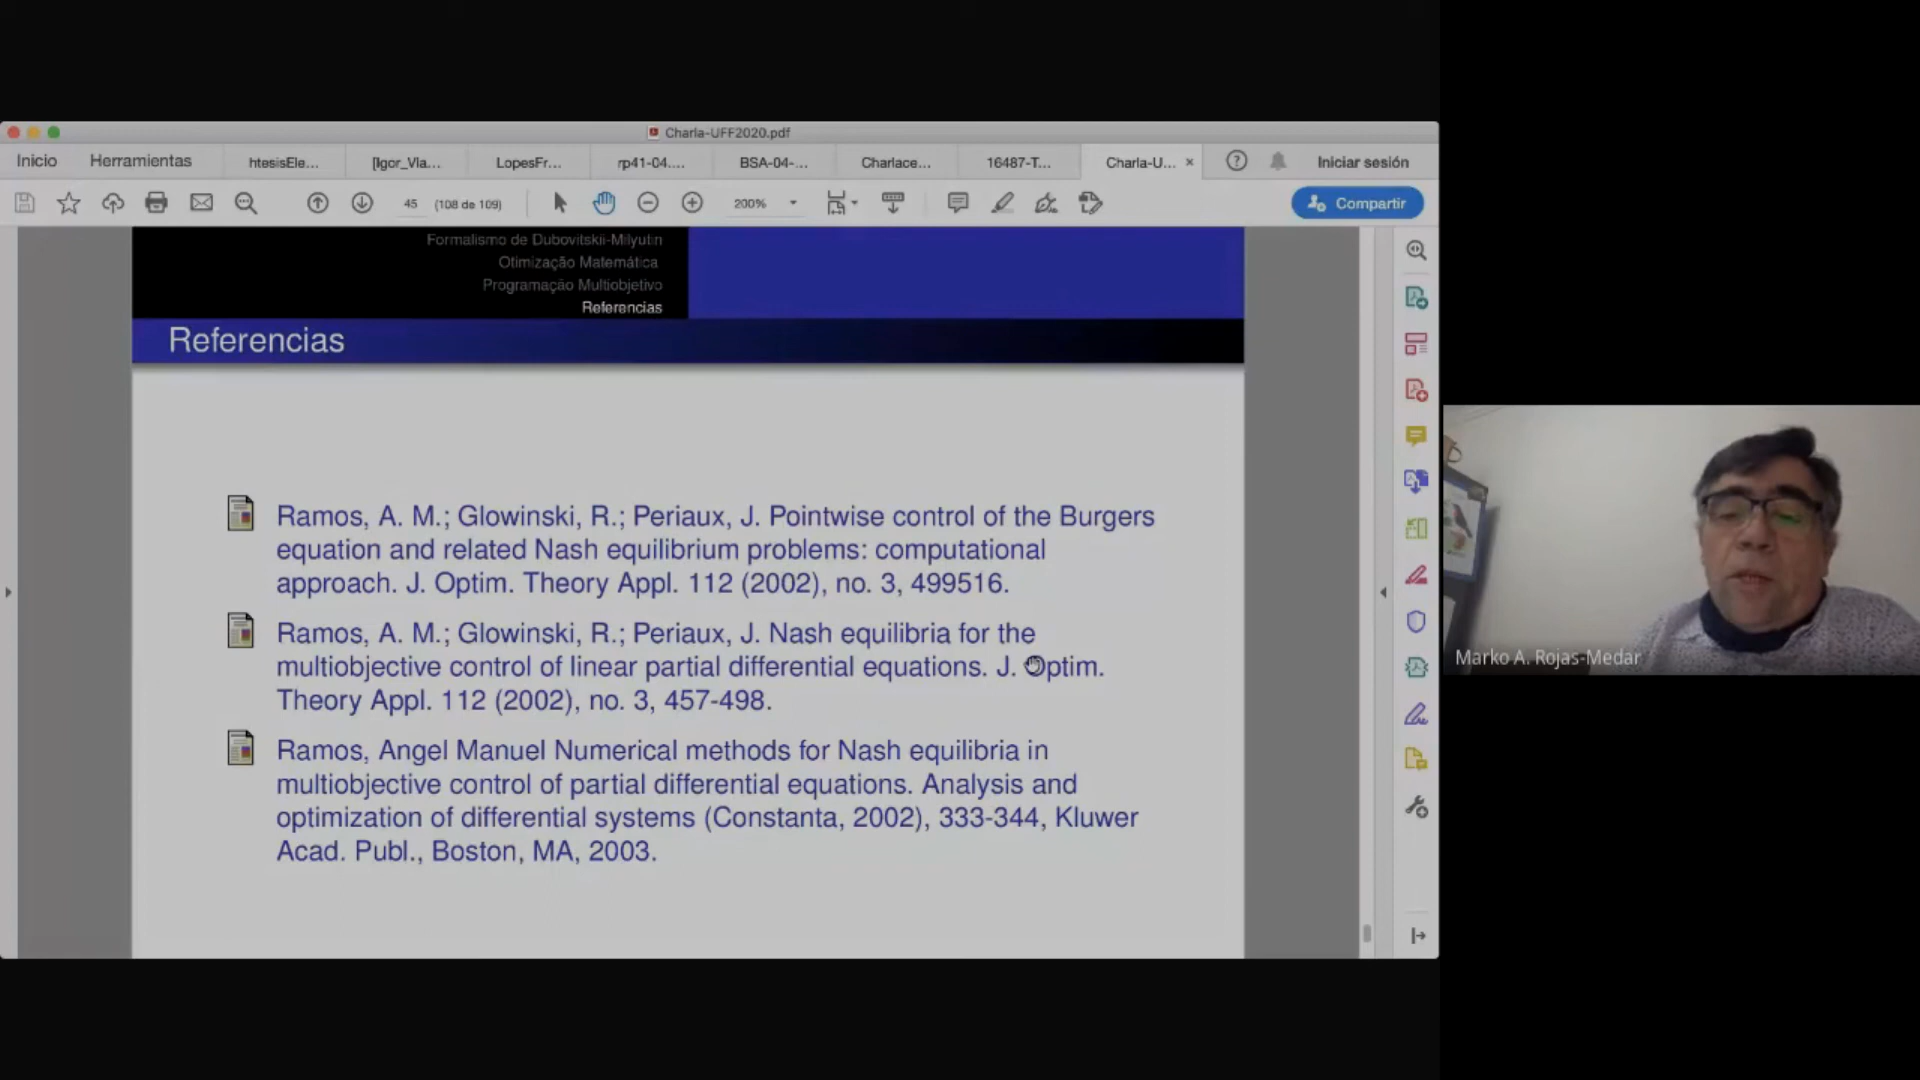 Charla-UFF2020.pdf
Inicio
Herramientas
htesisEle...
[Igor_Vla...
LopesFr...
rp41-04....
BSA-04-...
Charlace...
16487-T...
Charla-U...
×
Iniciar sesión
45
(108 de 109)
200%
Compartir
Formalismo de Dubovitskii-Milyutin
Otimização Matemática
Programação Multiobjetivo
Referencias
Referencias
Ramos, A. M.; Glowinski, R.; Periaux, J. Pointwise control of the Burgers
equation and related Nash equilibrium problems: computational
approach. J. Optim. Theory Appl. 112 (2002), no. 3, 499516.
Ramos, A. M.; Glowinski, R.; Periaux, J. Nash equilibria for the
multiobjective control of linear partial differential equations. J. Optim.
Theory Appl. 112 (2002), no. 3, 457-498.
Ramos, Angel Manuel Numerical methods for Nash equilibria in
multiobjective control of partial differential equations. Analysis and
optimization of differential systems (Constanta, 2002), 333-344, Kluwer
Acad. Publ., Boston, MA, 2003.
Marko A. Rojas-Medar